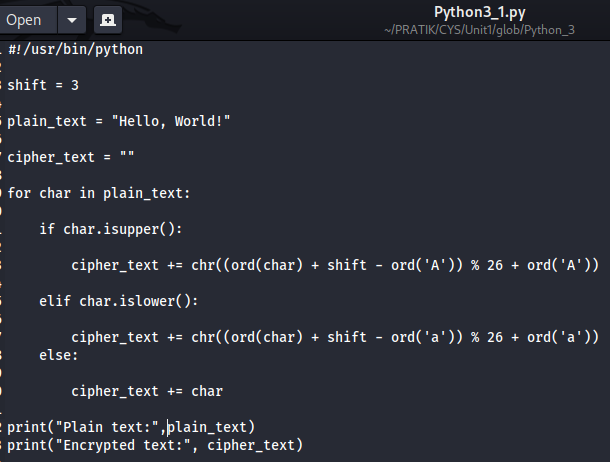 Open
Python3_1.py
~/PRATIK/CYS/Unit1/glob/Python_3
#!/usr/bin/python
shift = 3
plain_text = "Hello, World!"
cipher_text = ""
for char in plain_text:
    if char.isupper():
        cipher_text += chr((ord(char) + shift - ord('A')) % 26 + ord('A'))
    elif char.islower():
        cipher_text += chr((ord(char) + shift - ord('a')) % 26 + ord('a'))
    else:
        cipher_text += char
print("Plain text:",plain_text)
print("Encrypted text:", cipher_text)